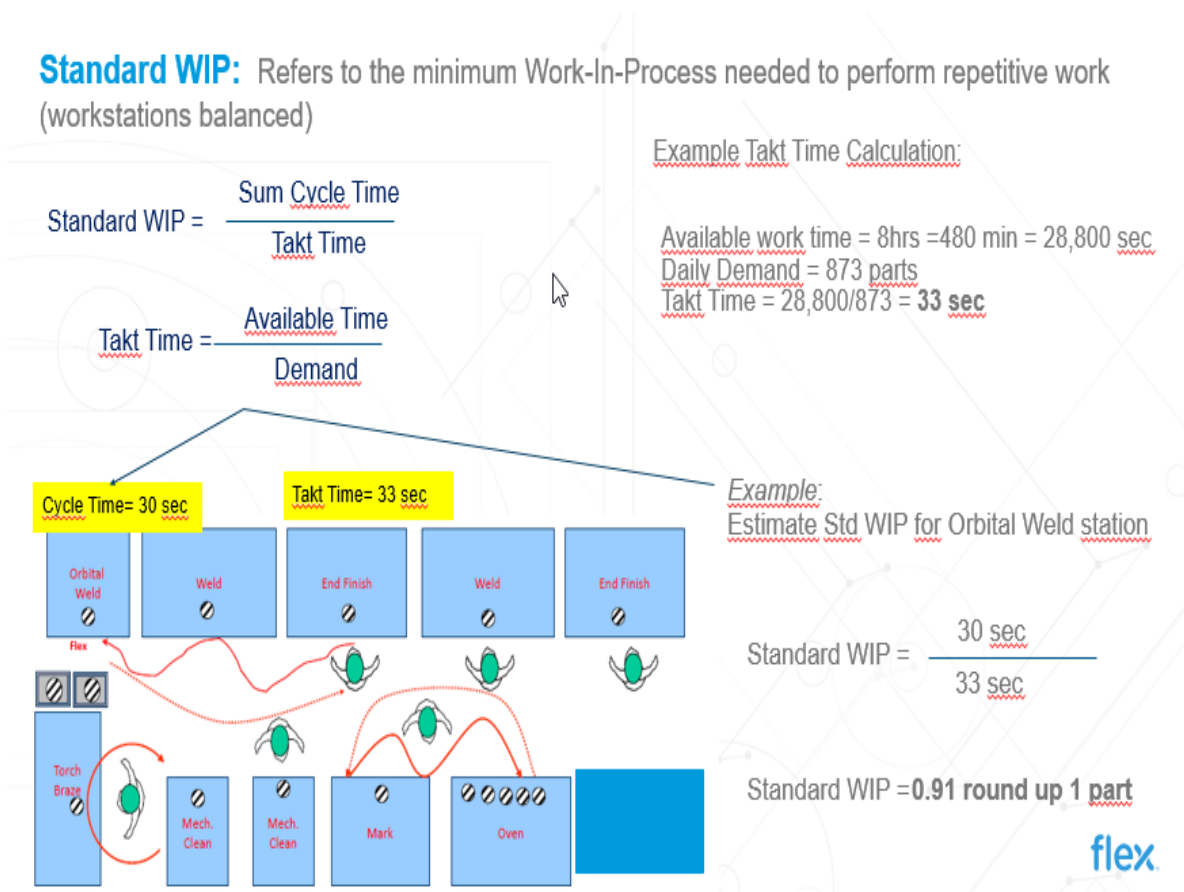 Standard WIP: Refers to the minimum Work-In-Process needed to perform repetitive work
(workstations balanced)
Example Takt Time Calculation:
Standard WIP =
Sum Cycle Time
Takt Time
Available work time = 8hrs =480 min = 28,800 sec
Daily Demand = 873 parts
Takt Time = 28,800/873 = 33 sec
Takt Time =
Available Time
Demand
Cycle Time= 30 sec
Takt Time= 33 sec
Example:
Estimate Std WIP for Orbital Weld station
Orbital
Weld
Weld
End Finish
Weld
End Finish
Flex
Standard WIP =
30 sec
33 sec
Torch
Braze
Mech.
Clean
Mech.
Clean
Mark
Oven
Standard WIP =0.91 round up 1 part
flex